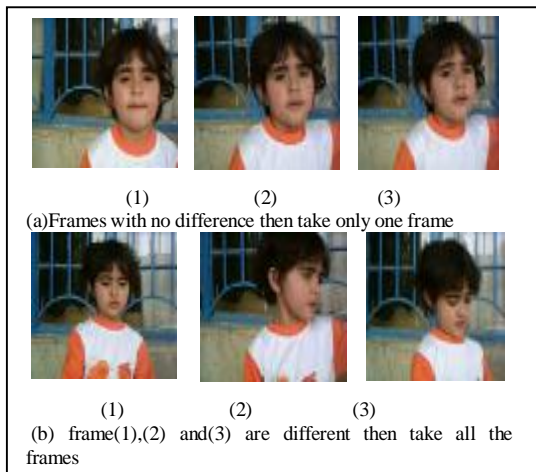 (1) (2) (3)
(a)Frames with no difference then take only one frame
(1) (2) (3)
(b) frame(1),(2) and(3) are different then take all the
frames